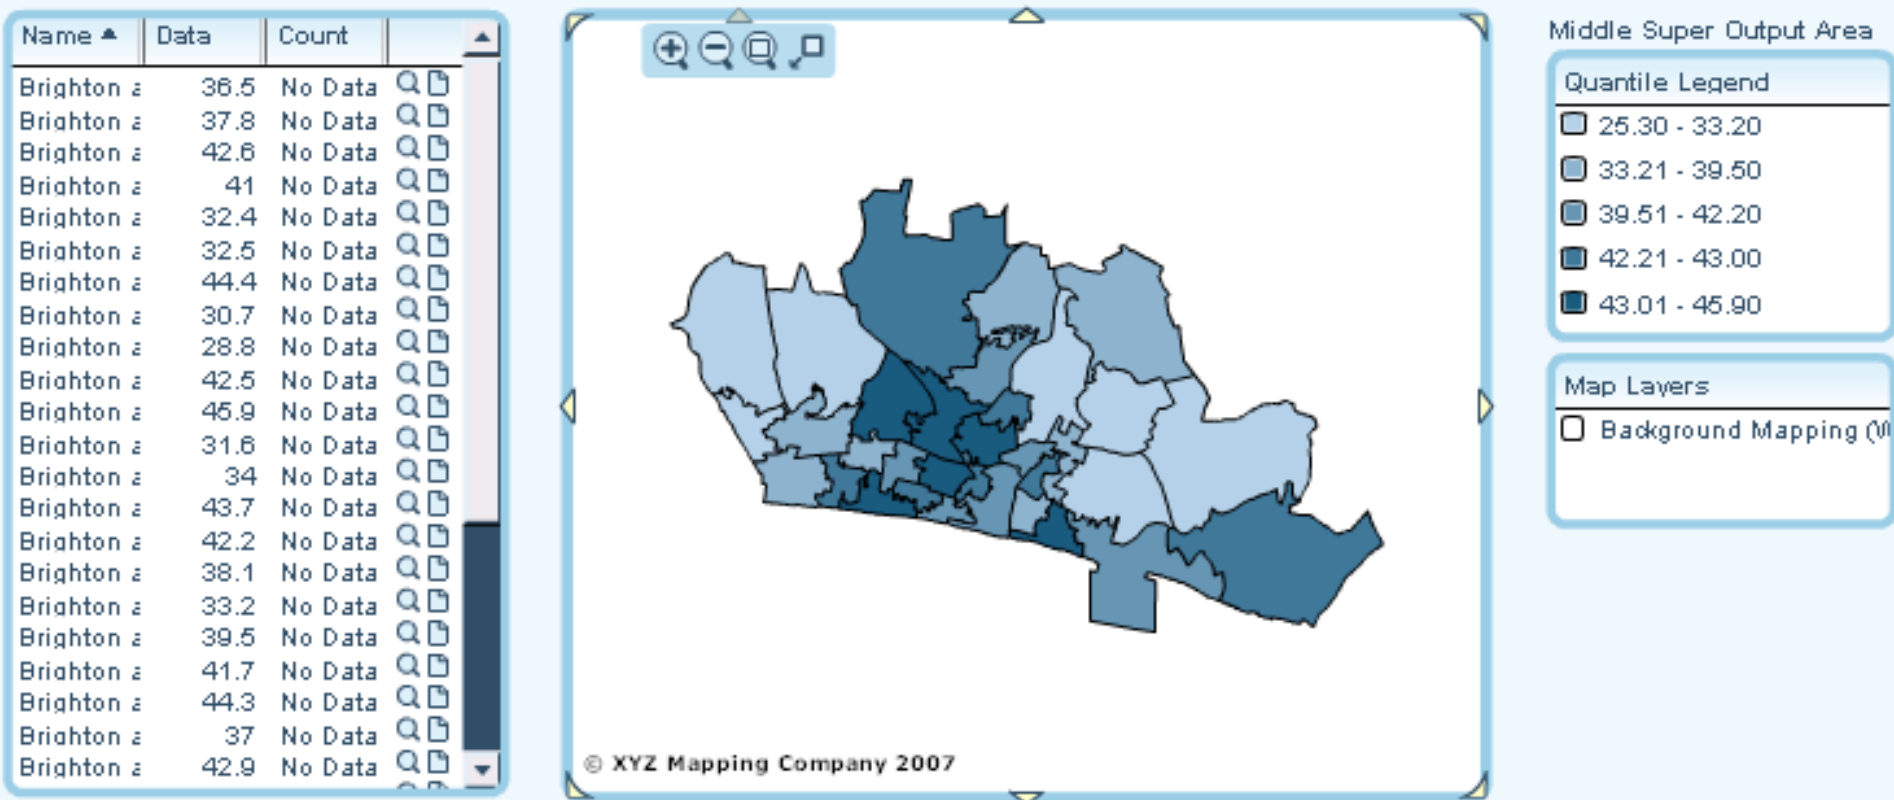 Name Data Count
Brighton a 36.5 No Data
Brighton a 37.8 No Data
Brighton a 42.6 No Data
Brighton a 41 No Data
Brighton a 32.4 No Data
Brighton a 32.5 No Data
Brighton a 44.4 No Data
Brighton a 30.7 No Data
Brighton a 28.8 No Data
Brighton a 42.5 No Data
Brighton a 45.9 No Data
Brighton a 31.6 No Data
Brighton a 34 No Data
Brighton a 43.7 No Data
Brighton a 42.2 No Data
Brighton a 38.1 No Data
Brighton a 33.2 No Data
Brighton a 39.5 No Data
Brighton a 41.7 No Data
Brighton a 44.3 No Data
Brighton a 37 No Data
Brighton a 42.9 No Data
© XYZ Mapping Company 2007
Middle Super Output Area
Quantile Legend
25.30 - 33.20
33.21 - 39.50
39.51 - 42.20
42.21 - 43.00
43.01 - 45.90
Map Layers
Background Mapping